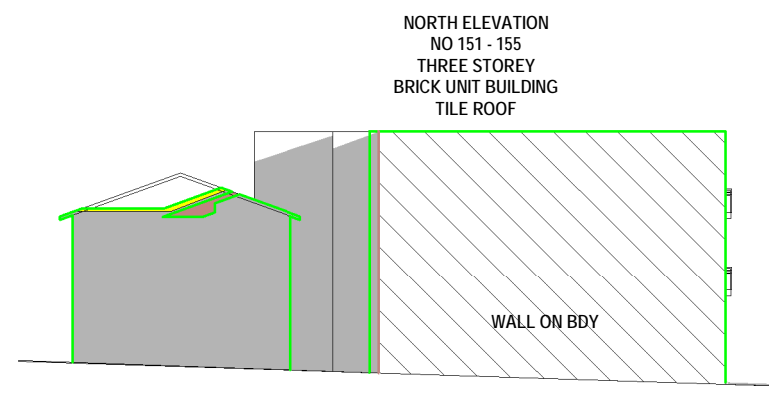 NORTH ELEVATION
NO 151 - 155
THREE STOREY
BRICK UNIT BUILDING
TILE ROOF
WALL ON BDY